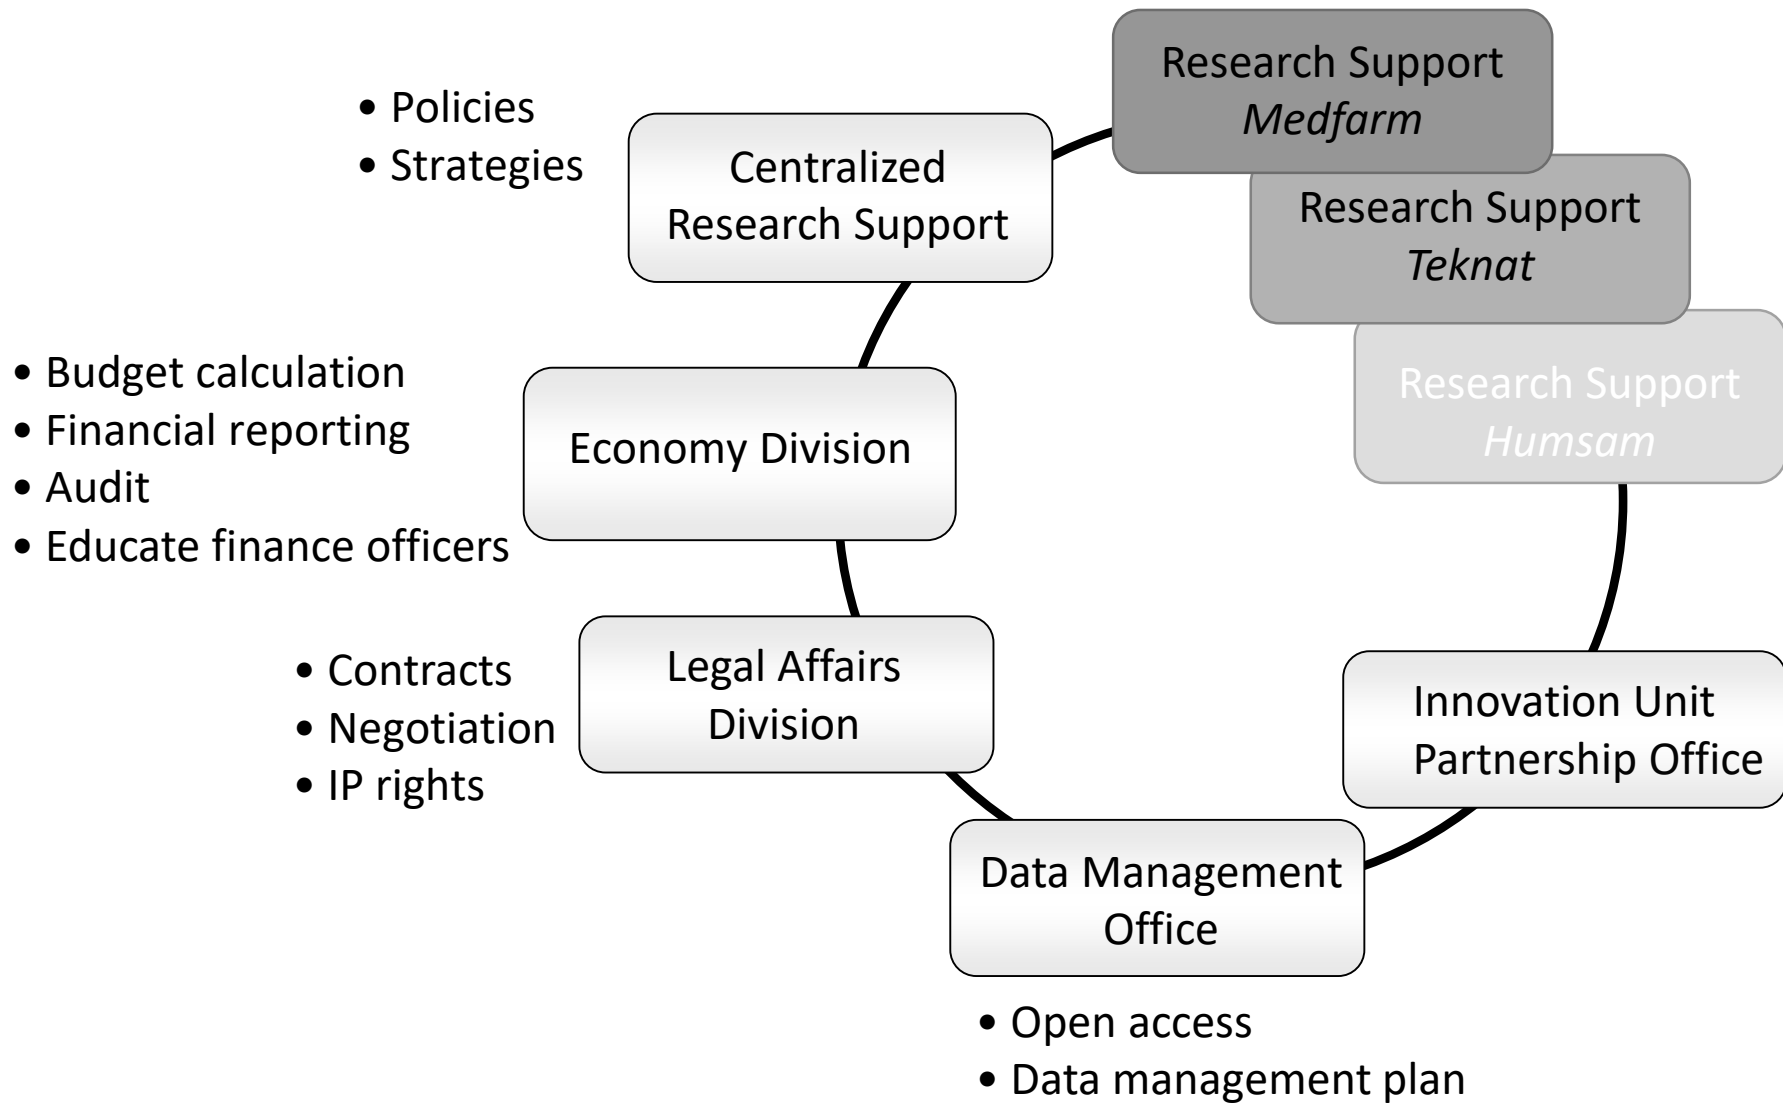 Research Support
Medfarm
• Policies
• Strategies
Centralized
Research Support
Research Support
Teknat
Research Support
Humsam
• Budget calculation
• Financial reporting
• Audit
• Educate finance officers
Economy Division
• Contracts
• Negotiation
• IP rights
Legal Affairs
Division
Innovation Unit
Partnership Office
Data Management
Office
• Open access
• Data management plan